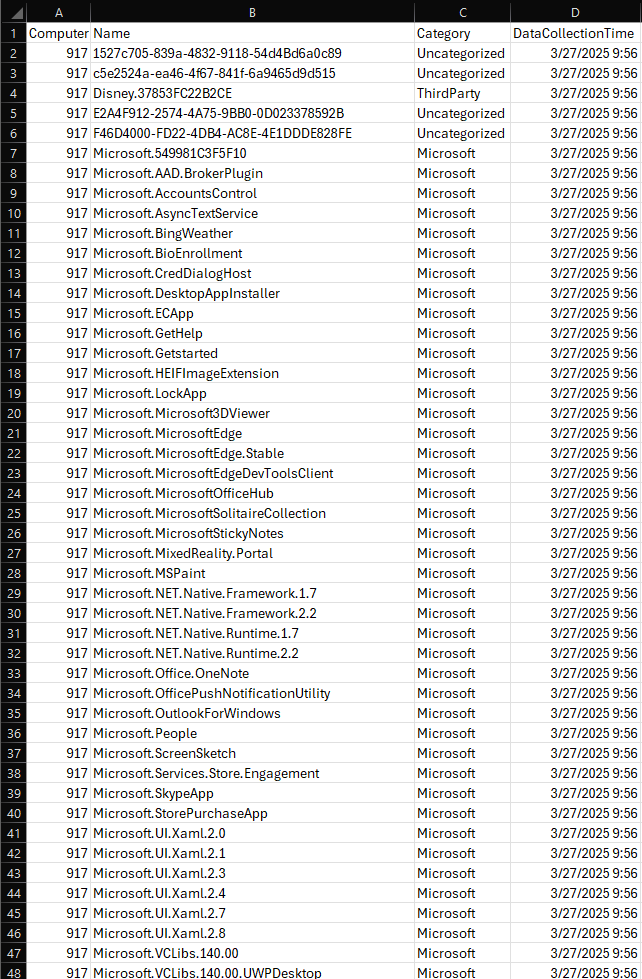 A B C D
1 Computer Name Category DataCollectionTime
2 917 1527c705-839a-4832-9118-54d4Bd6a0c89 Uncategorized 3/27/2025 9:56
3 917 c5e2524a-ea46-4f67-841f-6a9465d9d515 Uncategorized 3/27/2025 9:56
4 917 Disney.37853FC22B2CE ThirdParty 3/27/2025 9:56
5 917 E2A4F912-2574-4A75-9BB0-0D023378592B Uncategorized 3/27/2025 9:56
6 917 F46D4000-FD22-4DB4-AC8E-4E1DDDE828FE Uncategorized 3/27/2025 9:56
7 917 Microsoft.549981C3F5F10 Microsoft 3/27/2025 9:56
8 917 Microsoft.AAD.BrokerPlugin Microsoft 3/27/2025 9:56
9 917 Microsoft.AccountsControl Microsoft 3/27/2025 9:56
10 917 Microsoft.AsyncTextService Microsoft 3/27/2025 9:56
11 917 Microsoft.BingWeather Microsoft 3/27/2025 9:56
12 917 Microsoft.BioEnrollment Microsoft 3/27/2025 9:56
13 917 Microsoft.CredDialogHost Microsoft 3/27/2025 9:56
14 917 Microsoft.DesktopAppInstaller Microsoft 3/27/2025 9:56
15 917 Microsoft.ECApp Microsoft 3/27/2025 9:56
16 917 Microsoft.GetHelp Microsoft 3/27/2025 9:56
17 917 Microsoft.Getstarted Microsoft 3/27/2025 9:56
18 917 Microsoft.HEIFImageExtension Microsoft 3/27/2025 9:56
19 917 Microsoft.LockApp Microsoft 3/27/2025 9:56
20 917 Microsoft.Microsoft3DViewer Microsoft 3/27/2025 9:56
21 917 Microsoft.MicrosoftEdge Microsoft 3/27/2025 9:56
22 917 Microsoft.MicrosoftEdge.Stable Microsoft 3/27/2025 9:56
23 917 Microsoft.MicrosoftEdgeDevToolsClient Microsoft 3/27/2025 9:56
24 917 Microsoft.MicrosoftOfficeHub Microsoft 3/27/2025 9:56
25 917 Microsoft.MicrosoftSolitaireCollection Microsoft 3/27/2025 9:56
26 917 Microsoft.MicrosoftStickyNotes Microsoft 3/27/2025 9:56
27 917 Microsoft.MixedReality.Portal Microsoft 3/27/2025 9:56
28 917 Microsoft.MSPaint Microsoft 3/27/2025 9:56
29 917 Microsoft.NET.Native.Framework.1.7 Microsoft 3/27/2025 9:56
30 917 Microsoft.NET.Native.Framework.2.2 Microsoft 3/27/2025 9:56
31 917 Microsoft.NET.Native.Runtime.1.7 Microsoft 3/27/2025 9:56
32 917 Microsoft.NET.Native.Runtime.2.2 Microsoft 3/27/2025 9:56
33 917 Microsoft.Office.OneNote Microsoft 3/27/2025 9:56
34 917 Microsoft.OfficePushNotificationUtility Microsoft 3/27/2025 9:56
35 917 Microsoft.OutlookForWindows Microsoft 3/27/2025 9:56
36 917 Microsoft.People Microsoft 3/27/2025 9:56
37 917 Microsoft.ScreenSketch Microsoft 3/27/2025 9:56
38 917 Microsoft.Services.Store.Engagement Microsoft 3/27/2025 9:56
39 917 Microsoft.SkypeApp Microsoft 3/27/2025 9:56
40 917 Microsoft.StorePurchaseApp Microsoft 3/27/2025 9:56
41 917 Microsoft.UI.Xaml.2.0 Microsoft 3/27/2025 9:56
42 917 Microsoft.UI.Xaml.2.1 Microsoft 3/27/2025 9:56
43 917 Microsoft.UI.Xaml.2.3 Microsoft 3/27/2025 9:56
44 917 Microsoft.UI.Xaml.2.4 Microsoft 3/27/2025 9:56
45 917 Microsoft.UI.Xaml.2.7 Microsoft 3/27/2025 9:56
46 917 Microsoft.UI.Xaml.2.8 Microsoft 3/27/2025 9:56
47 917 Microsoft.VCLibs.140.00 Microsoft 3/27/2025 9:56
48 917 Microsoft.VCLibs.140.00.UWPDesktop Microsoft 3/27/2025 9:56